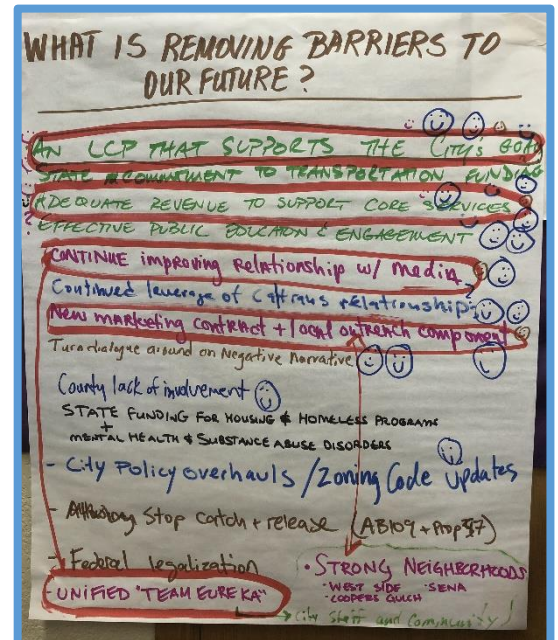 WHAT IS REMOVING BARRIERS TO
OUR FUTURE?
AN LCP THAT SUPPORTS THE City's GOAL
STATE COMMITMENT TO TRANSPORTATION FUNDING
ADEQUATE REVENUE TO SUPPORT CORE SERVICES
EFFECTIVE PUBLIC EDUCATION & ENGAGEMENT
CONTINUE improving Relationship w/ media
Continued leverage of Caltrans relationship
New marketing contract + local outreach component
Turn dialogue around on Negative Narrative
County lack of involvement
STATE FUNDING FOR HOUSING & HOMELESS PROGRAMS
+
MENTAL HEALTH & SUBSTANCE ABUSE DISORDERS
- City Policy overhauls / Zoning Code updates
- Stop catch + release (AB109 + Prop 47)
- Federal legalization
- UNIFIED "TEAM EUREKA"
• STRONG NEIGHBORHOODS
• WEST SIDE • SENA
• COOPERS GULCH
→ City Staff and Community!